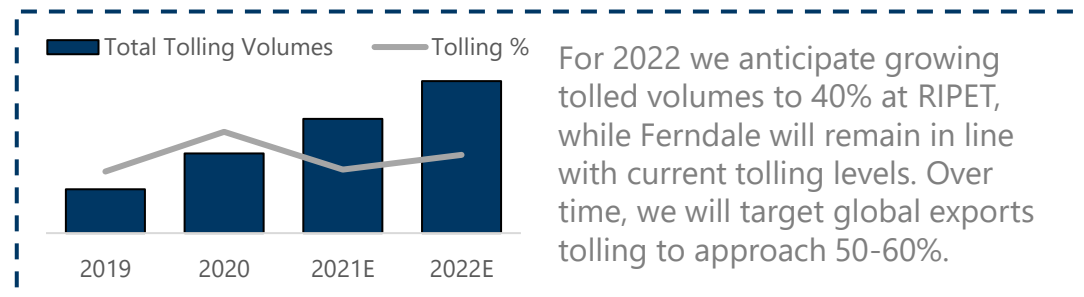 Total Tolling Volumes Tolling %
2019 2020 2021E 2022E
For 2022 we anticipate growing
tolled volumes to 40% at RIPET,
while Ferndale will remain in line
with current tolling levels. Over
time, we will target global exports
tolling to approach 50-60%.